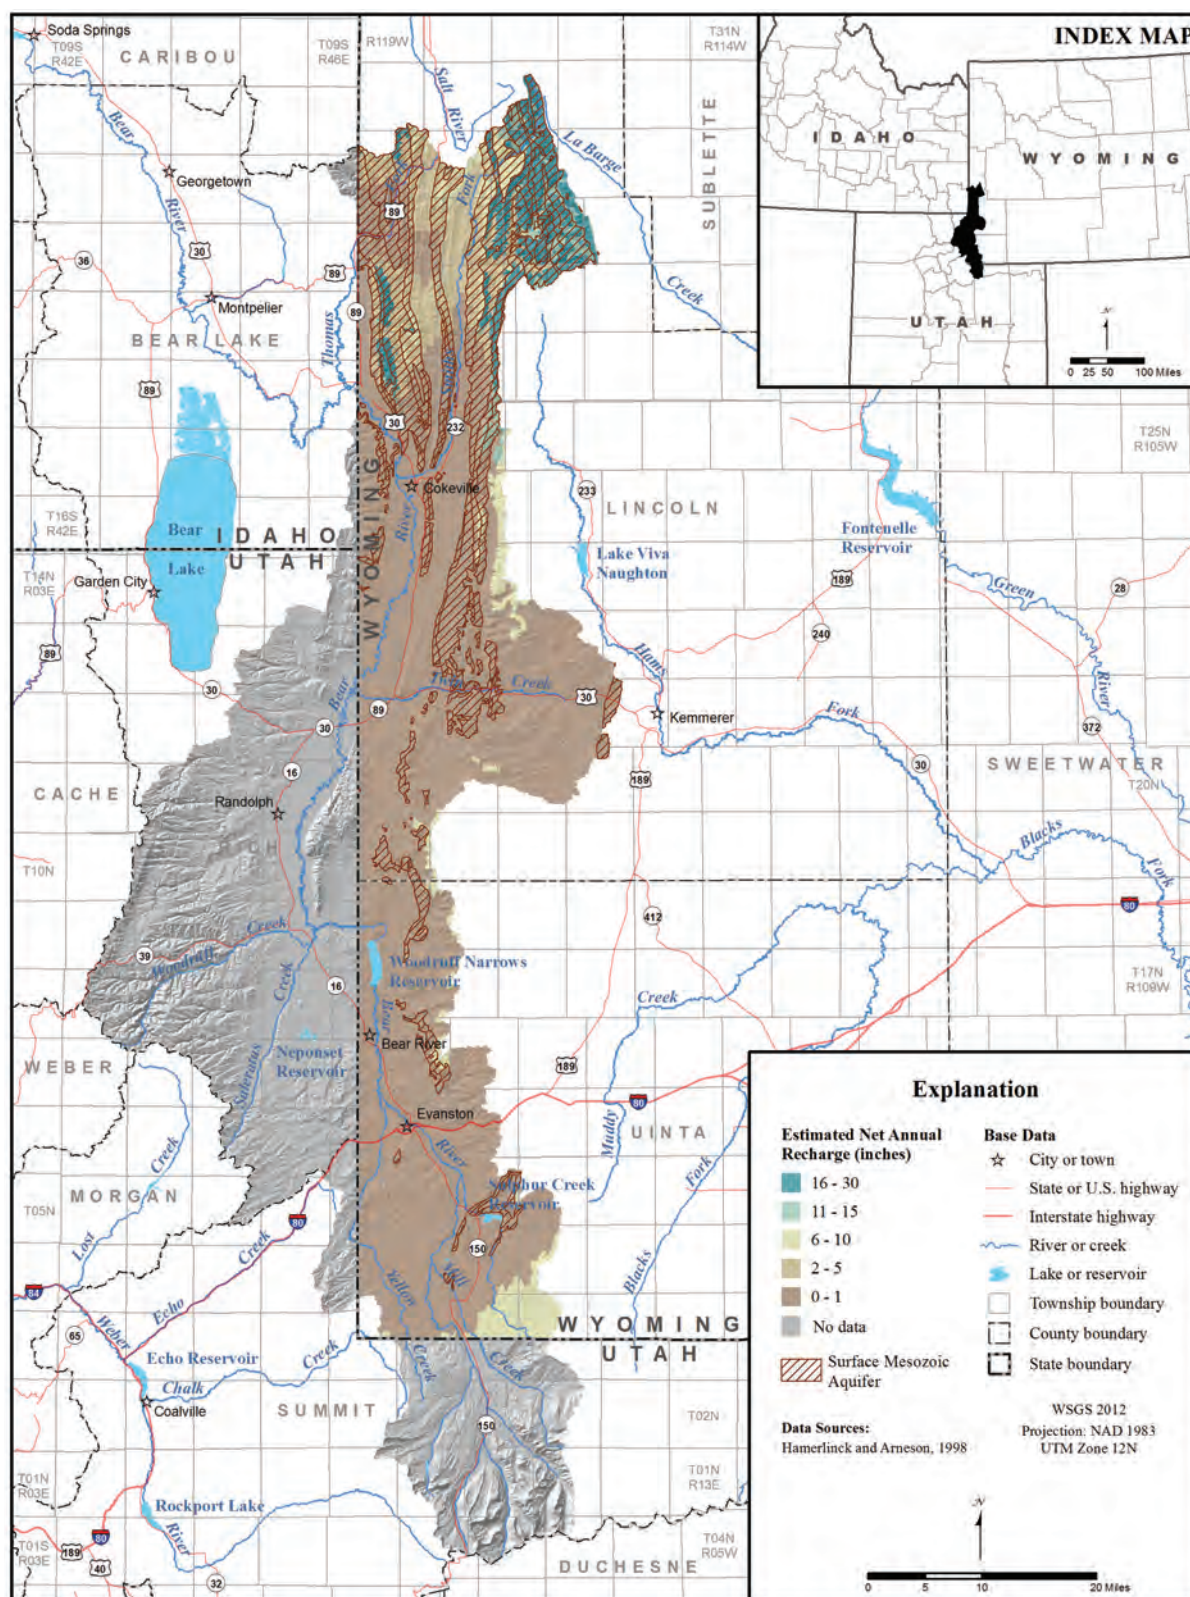 Soda Springs
T09S
R42E
CARIBOU
T09S
R46E
R119W
T31N
R114W
Salt
River
Bear
River
Georgetown
30
36
Montpelier
89
BEAR LAKE
Thomas
89
89
Fork
89
Fork
La Barge
Creek
SUBLETTE
INDEX MAP
IDAHO
WYOMING
UTAH
N
0 25 50 100 Miles
30
232
Smiths
Cokeville
River
WYOMING
T16S
R42E
Bear
Lake
IDAHO
UTAH
T14N
R03E
Garden City
89
30
233
LINCOLN
Lake Viva
Naughton
Fontenelle
Reservoir
T25N
R105W
189
240
28
Green
River
372
Hams
Fork
Bear
Twin
Creek
30
89
30
Kemmerer
189
30
SWEETWATER
T20N
16
Randolph
CACHE
RICH
T10N
Blacks
Fork
80
412
T17N
R109W
39
Woodruff
Creek
Creek
Saleratus
16
Woodruff Narrows
Reservoir
Bear
Bear River
Neponset
Reservoir
WEBER
Creek
189
80
Muddy
UINTA
Evanston
River
Sulphur Creek
Reservoir
150
Mill
Creek
Blacks
Fork
MORGAN
T05N
Lost
Creek
80
Creek
Echo
84
65
Weber
Yellow
Creek
WYOMING
UTAH
Echo Reservoir
Chalk
Creek
Coalville
SUMMIT
T02N
150
T01N
R13E
T01N
R03E
Rockport Lake
River
80
189
40
T01S
R03E
32
T04N
R05W
DUCHESNE
Explanation
Estimated Net Annual
Recharge (inches)
16 - 30
11 - 15
6 - 10
2 - 5
0 - 1
No data
Surface Mesozoic
Aquifer
Data Sources:
Hamerlinck and Arneson, 1998
Base Data
City or town
State or U.S. highway
Interstate highway
River or creek
Lake or reservoir
Township boundary
County boundary
State boundary
WSGS 2012
Projection: NAD 1983
UTM Zone 12N
N
0 5 10 20 Miles